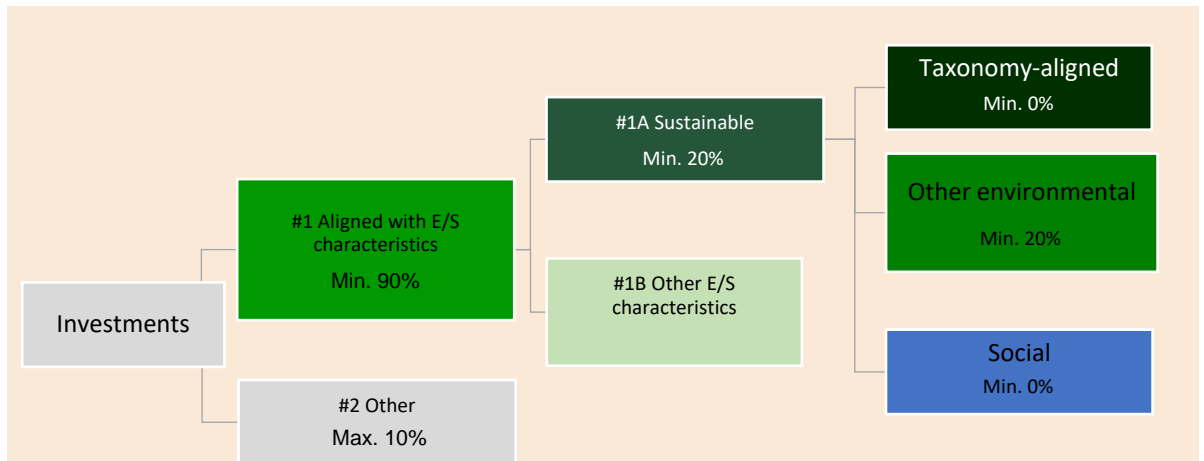 Investments
#1 Aligned with E/S
characteristics
Min. 90%
#2 Other
Max. 10%
#1A Sustainable
Min. 20%
#1B Other E/S
characteristics
Taxonomy-aligned
Min. 0%
Other environmental
Min. 20%
Social
Min. 0%